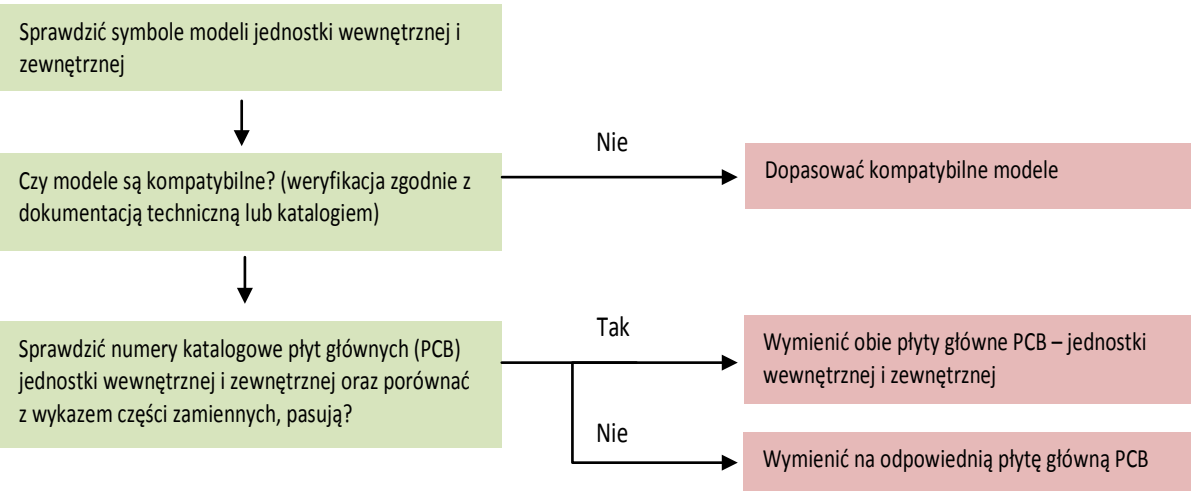 Sprawdzić symbole modeli jednostki wewnętrznej i
zewnętrznej
Nie
Czy modele są kompatybilne? (weryfikacja zgodnie z
dokumentacją techniczną lub katalogiem)
Dopasować kompatybilne modele
Tak
Sprawdzić numery katalogowe płyt głównych (PCB)
jednostki wewnętrznej i zewnętrznej oraz porównać
z wykazem części zamiennych, pasują?
Wymienić obie płyty główne PCB – jednostki
wewnętrznej i zewnętrznej
Nie
Wymienić na odpowiednią płytę główną PCB